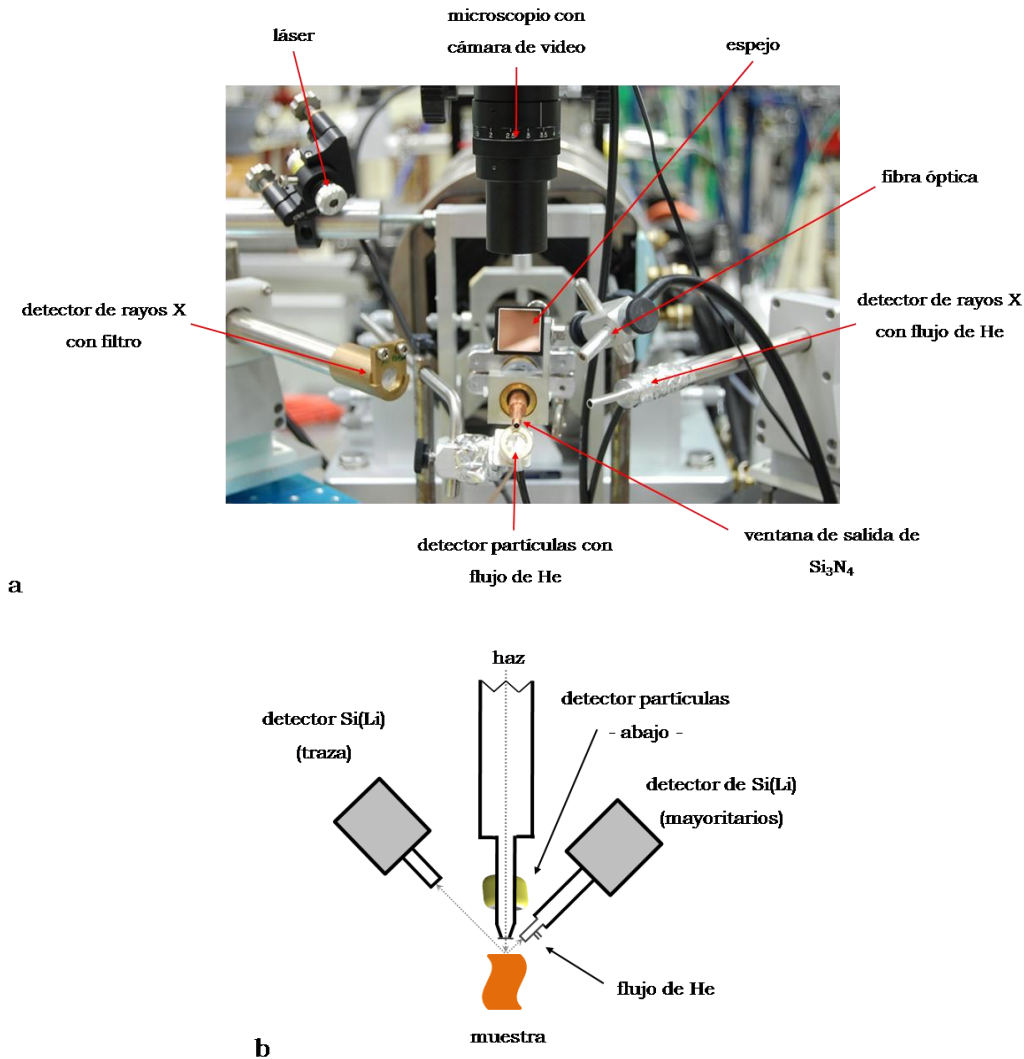 microscopio con
cámara de video
láser
espejo
fibra óptica
detector de rayos X
con filtro
detector de rayos X
con flujo de He
detector partículas con
flujo de He
ventana de salida de
Si₃N₄
a
haz
detector partículas
- abajo -
detector Si(Li)
(traza)
detector de Si(Li)
(mayoritarios)
flujo de He
muestra
b